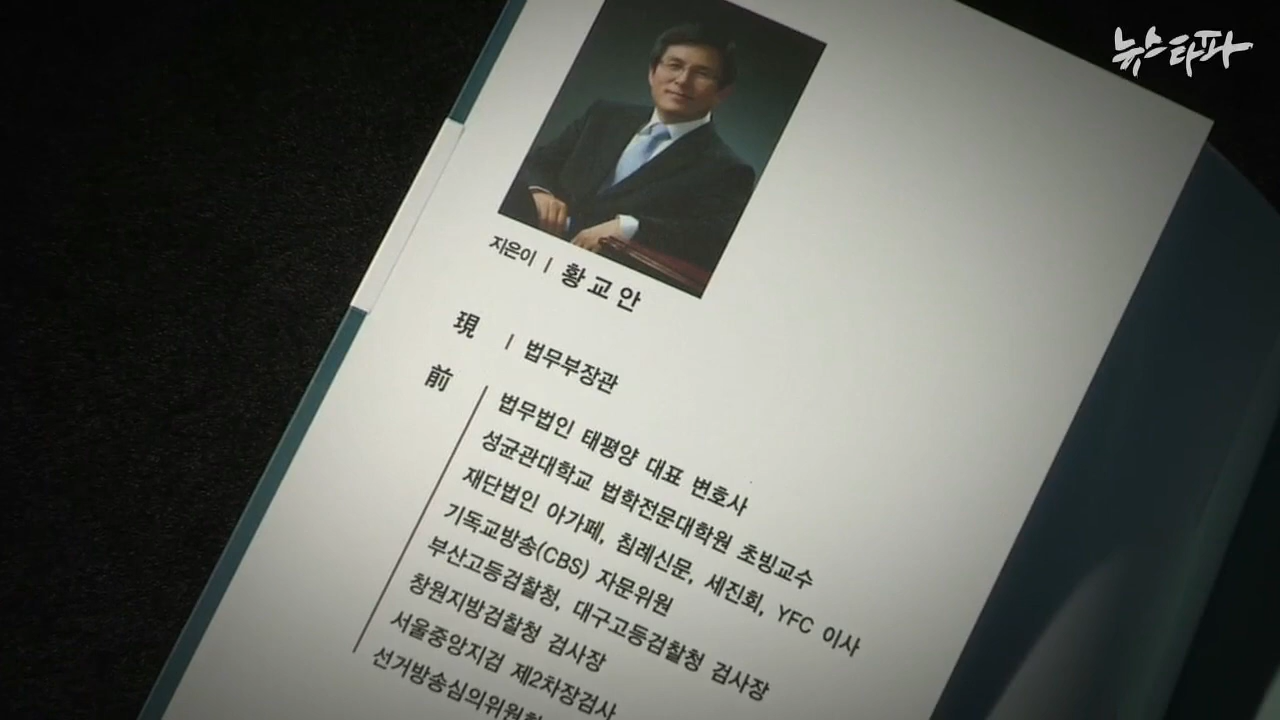 뉴스타파
지은이 | 황교안
現 | 법무부장관
前
법무법인 태평양 대표 변호사
성균관대학교 법학전문대학원 초빙교수
재단법인 아가페, 침례신문, 세진회, YFC 이사
기독교방송(CBS) 자문위원
부산고등검찰청, 대구고등검찰청 검사장
창원지방검찰청 검사장
서울중앙지검 제2차장검사